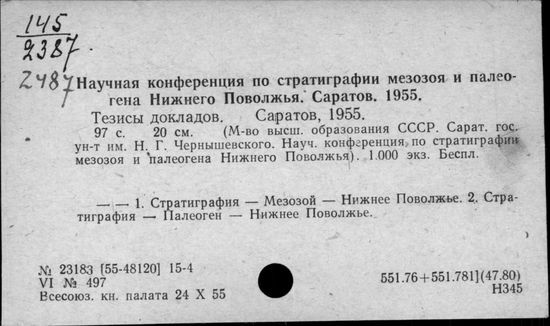 145
2387
2487
Научная конференция по стратиграфии мезозоя и палео-
гена Нижнего Поволжья. Саратов. 1955.
Тезисы докладов. Саратов, 1955.
97 с. 20 см. (М-во высш. образования СССР. Сарат. гос.
ун-т им. Н. Г. Чернышевского. Науч. конференция по стратиграфии
мезозоя и палеогена Нижнего Поволжья). 1.000 экз. Беспл.
— — 1. Стратиграфия — Мезозой — Нижнее Поволжье. 2. Стра-
тиграфия — Палеоген — Нижнее Поволжье.
№ 23183 [55-48120] 15-4
VI № 497
Всесоюз. кн. палата 24 X 55
551.76+551.781](47.80)
Н345